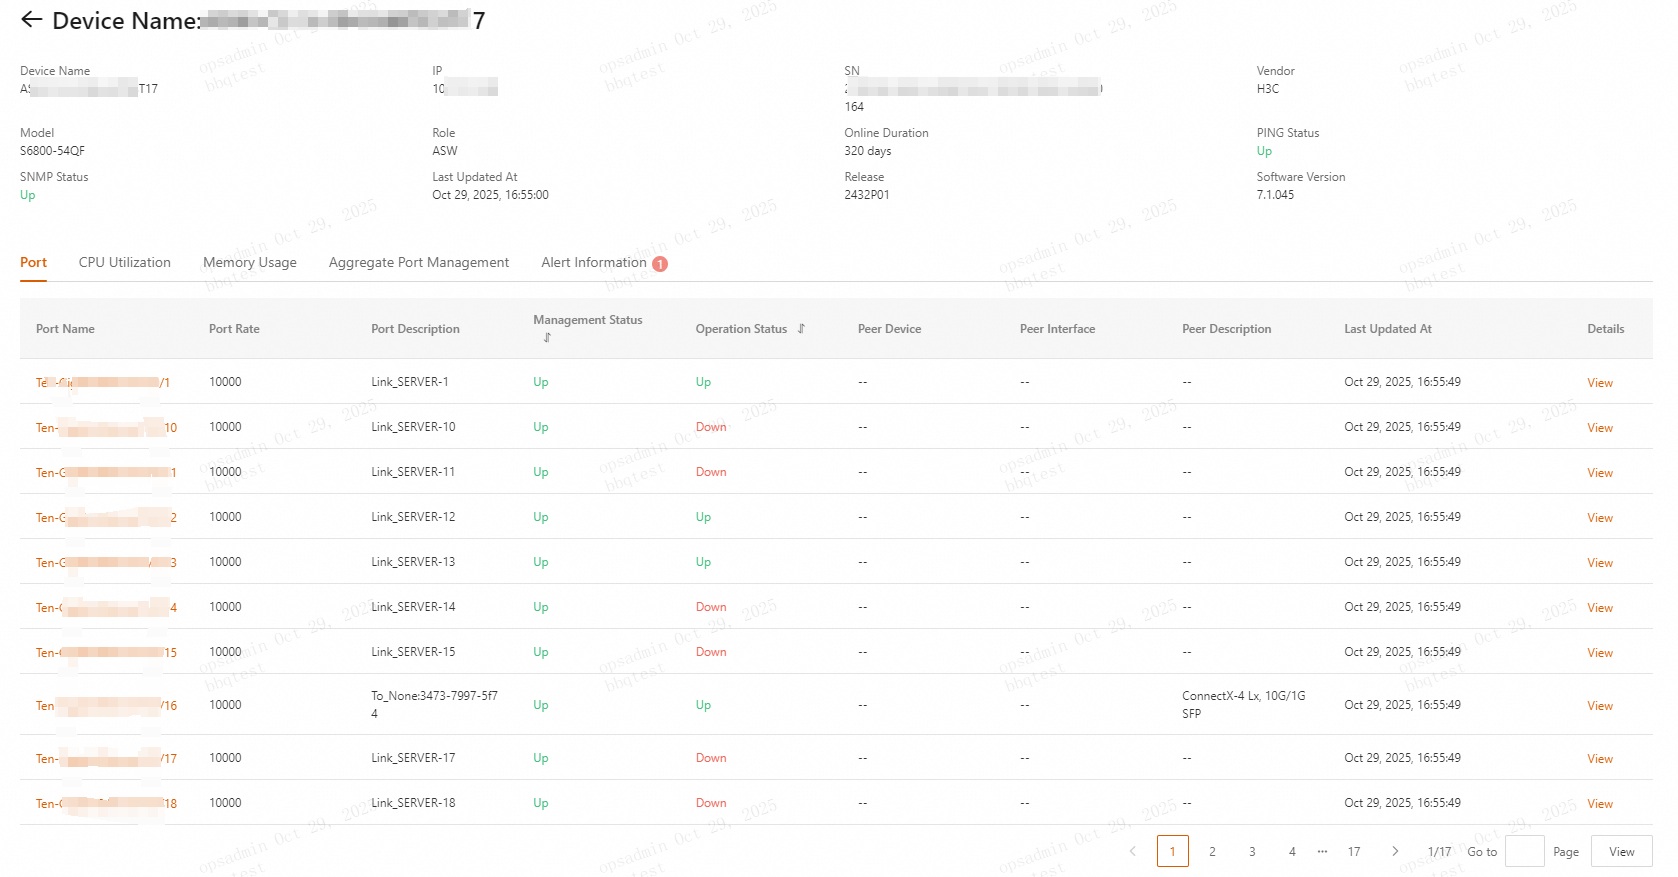 Device Name: 7
Device Name
T17
IP
10
SN
164
Vendor
H3C
Model
S6800-54QF
Role
ASW
Online Duration
320 days
PING Status
Up
SNMP Status
Up
Last Updated At
Oct 29, 2025, 16:55:00
Release
2432P01
Software Version
7.1.045
Port CPU Utilization Memory Usage Aggregate Port Management Alert Information 1
Port Name Port Rate Port Description Management Status Operation Status Peer Device Peer Interface Peer Description Last Updated At Details
/1 10000 Link_SERVER-1 Up Up -- -- -- Oct 29, 2025, 16:55:49 View
Ten- 10 10000 Link_SERVER-10 Up Down -- -- -- Oct 29, 2025, 16:55:49 View
Ten-G 1 10000 Link_SERVER-11 Up Down -- -- -- Oct 29, 2025, 16:55:49 View
Ten-G 2 10000 Link_SERVER-12 Up Up -- -- -- Oct 29, 2025, 16:55:49 View
Ten-G 3 10000 Link_SERVER-13 Up Up -- -- -- Oct 29, 2025, 16:55:49 View
Ten- 4 10000 Link_SERVER-14 Up Down -- -- -- Oct 29, 2025, 16:55:49 View
Ten- /15 10000 Link_SERVER-15 Up Down -- -- -- Oct 29, 2025, 16:55:49 View
Ten /16 10000 To_None:3473-7997-5f7
4 Up Up -- -- ConnectX-4 Lx, 10G/1G
SFP Oct 29, 2025, 16:55:49 View
Ten- /17 10000 Link_SERVER-17 Up Down -- -- -- Oct 29, 2025, 16:55:49 View
Ten- 18 10000 Link_SERVER-18 Up Down -- -- -- Oct 29, 2025, 16:55:49 View
1 2 3 4 ••• 17 1/17 Go to Page View
opsadmin Oct 29, 2025
bbqtest